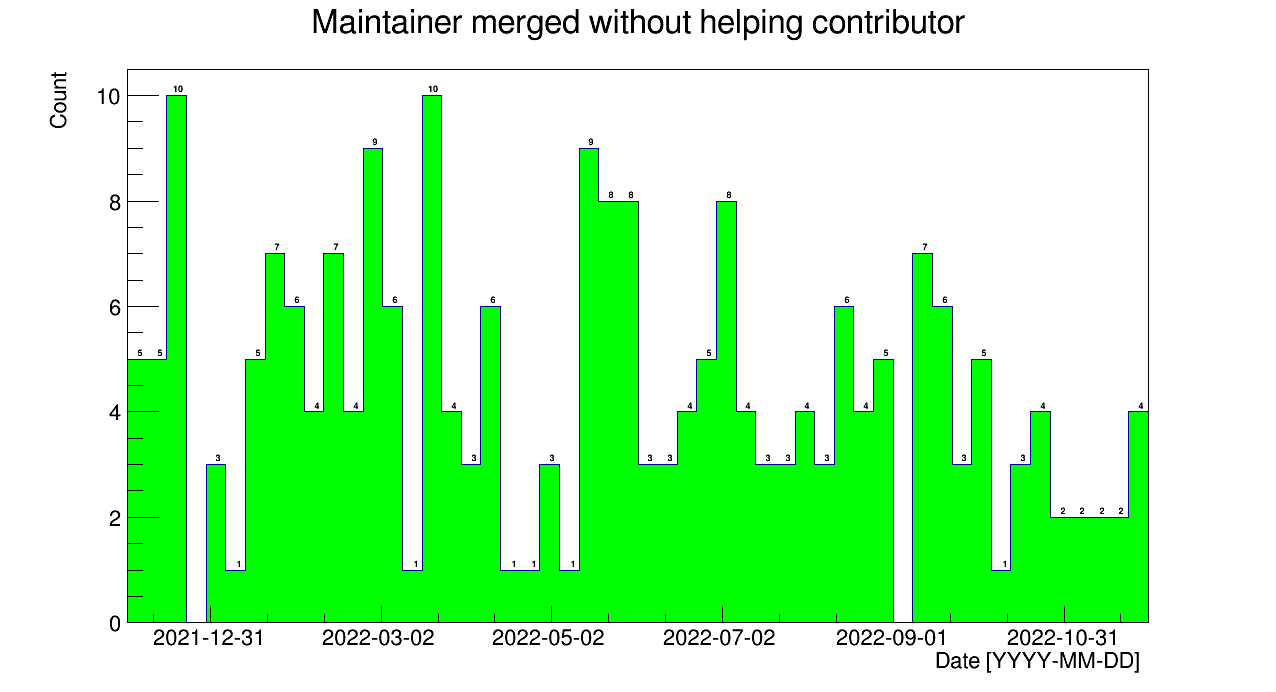 Maintainer merged without helping contributor
Count
10
8
6
4
2
0
5 5 10 3 1 5 7 6 4 7 4 9 6 1 10 4 3 6 1 1 3 1 9 8 8 3 3 4 5 8 4 3 3 4 3 6 4 5 7 6 3 5 1 3 4 2 2 2 2 4
2021-12-31 2022-03-02 2022-05-02 2022-07-02 2022-09-01 2022-10-31
Date [YYYY-MM-DD]